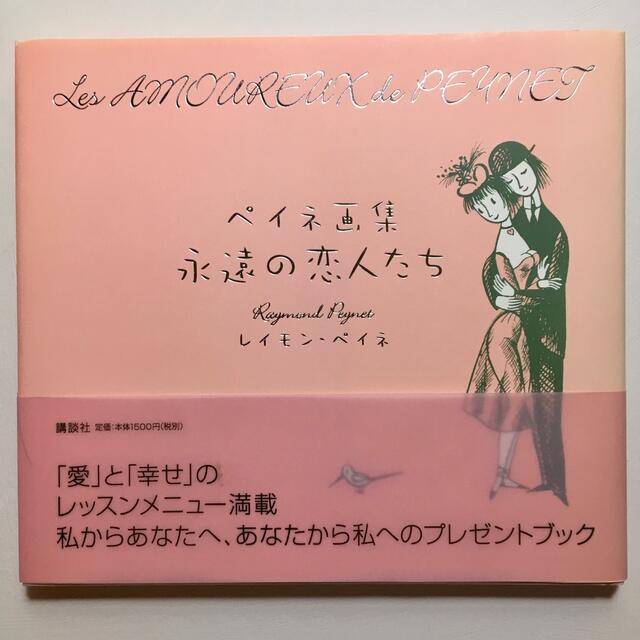 Les AMOUREUX de PEYNET
ペイネ画集
永遠の恋人たち
Raymond Peynet
レイモン・ペイネ
講談社 定価:本体1500円(税別)
「愛」と「幸せ」の
レッスンメニュー満載
私からあなたへ、あなたから私へのプレゼントブック